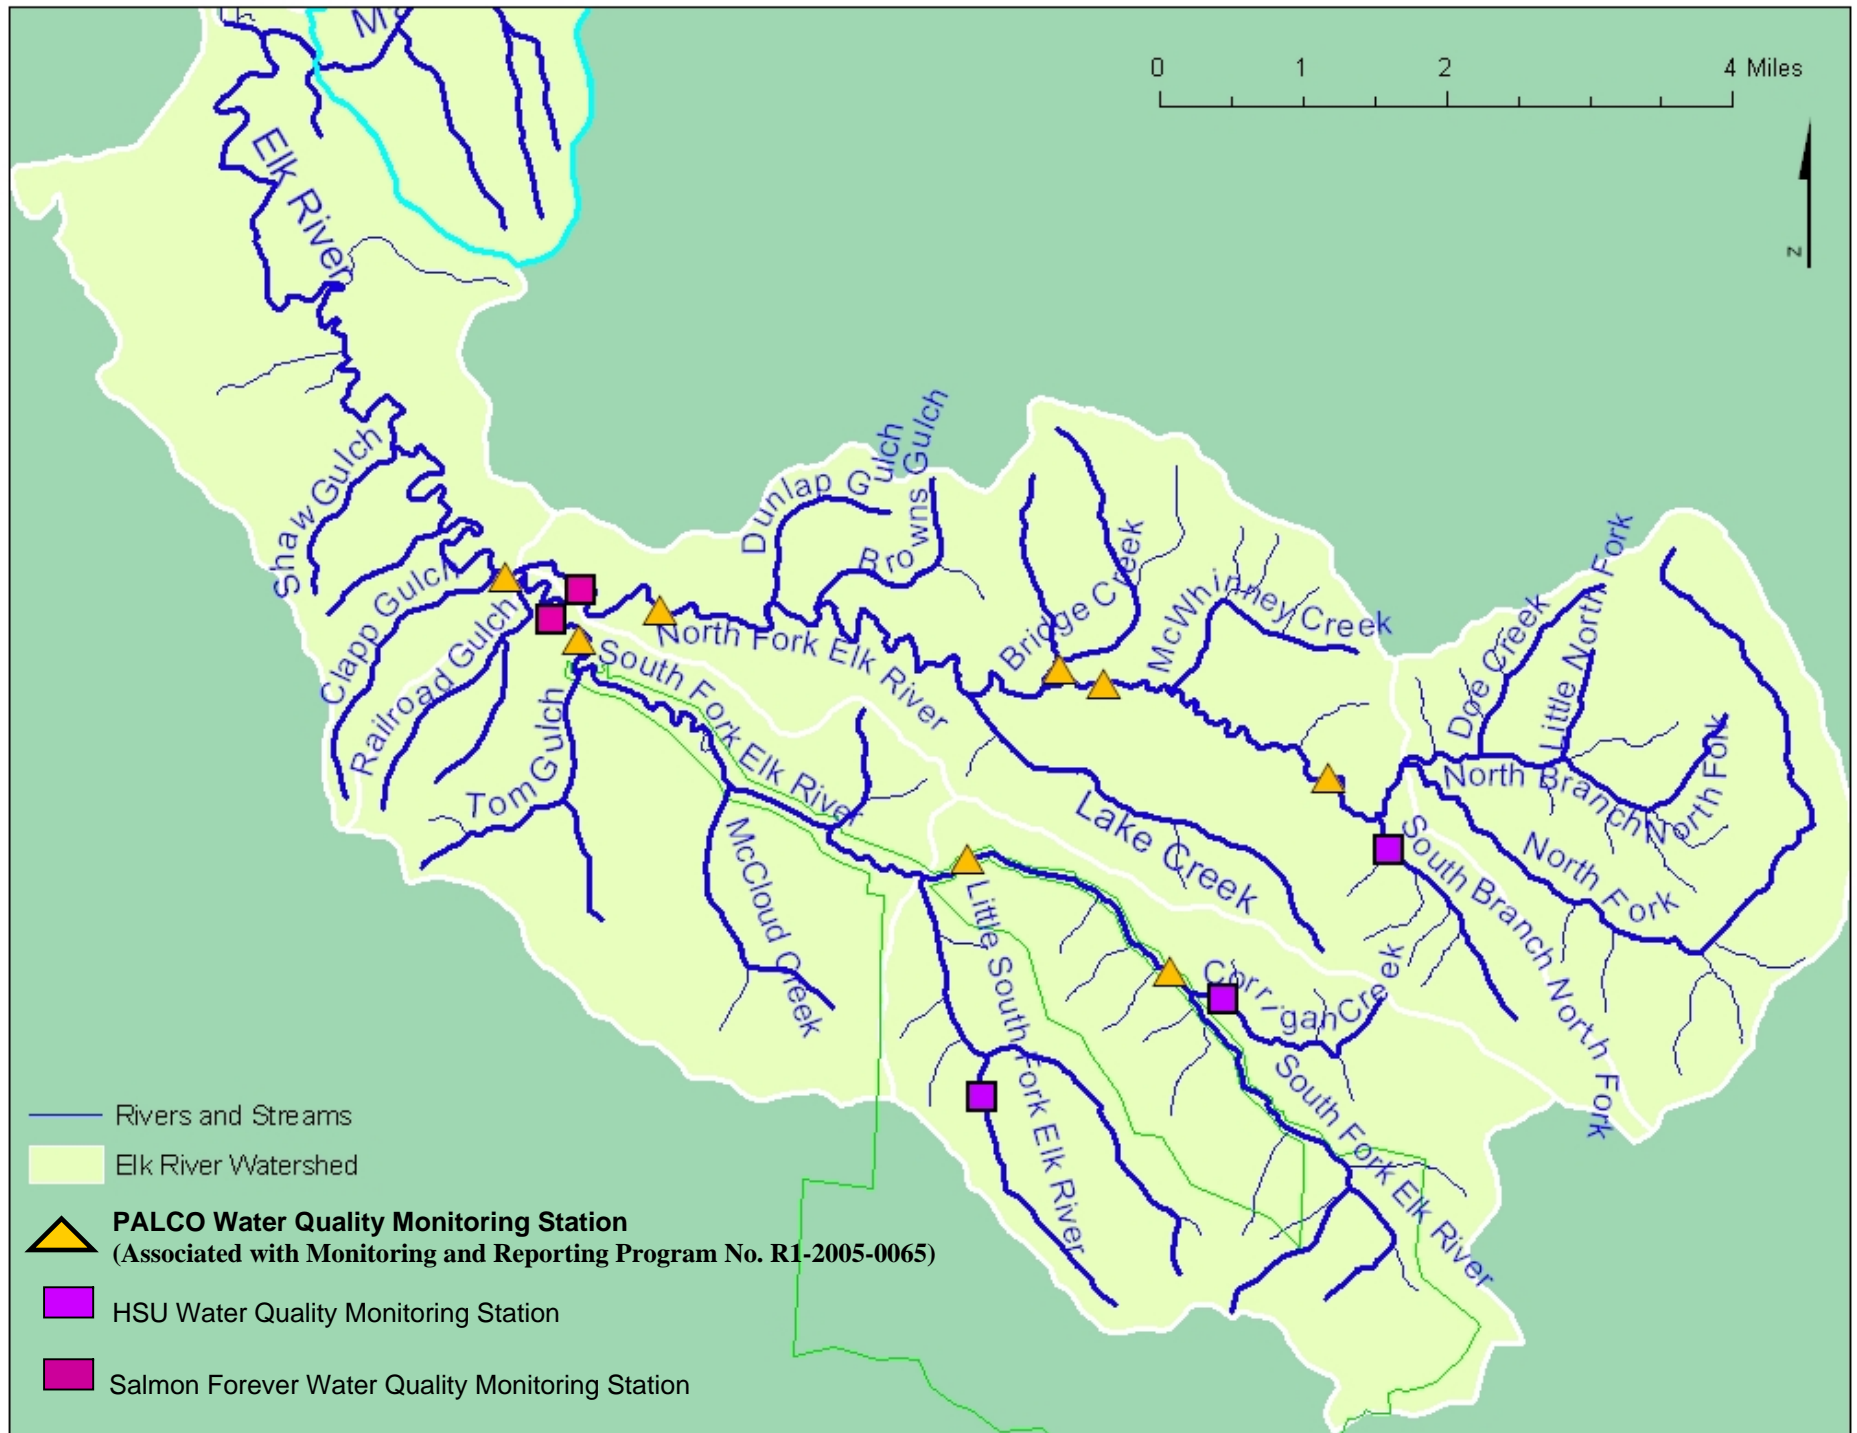 Ma
0 1 2 4 Miles
Elk River
N
Shaw Gulch
Clapp Gulch
Railroad Gulch
Tom Gulch
Dunlap Gulch
Browns Gulch
North Fork Elk River
South Fork Elk River
McCloud Creek
Bridge Creek
McWhinney Creek
Lake Creek
Doe Creek
Little North Fork
North Branch North Fork
North Fork
South Branch North Fork
Corrigan Creek
Little South Fork Elk River
South Fork Elk River
Rivers and Streams
Elk River Watershed
PALCO Water Quality Monitoring Station
(Associated with Monitoring and Reporting Program No. R1-2005-0065)
HSU Water Quality Monitoring Station
Salmon Forever Water Quality Monitoring Station